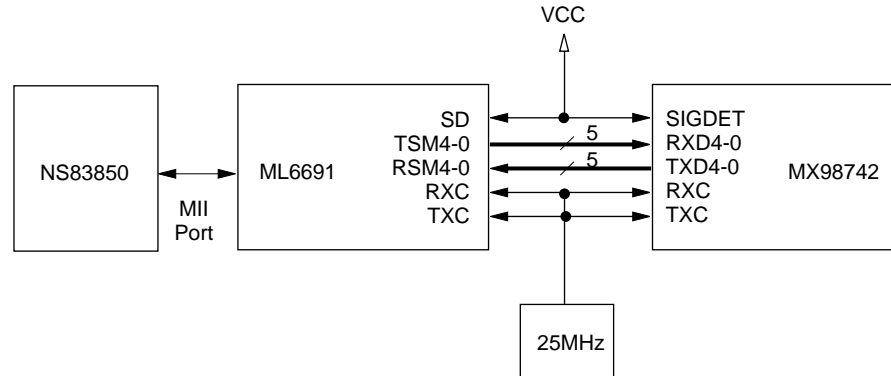 VCC
NS83850
MII
Port
ML6691
SD
TSM4-0
RSM4-0
RXC
TXC
5
5
SIGDET
RXD4-0
TXD4-0
RXC
TXC
MX98742
25MHz